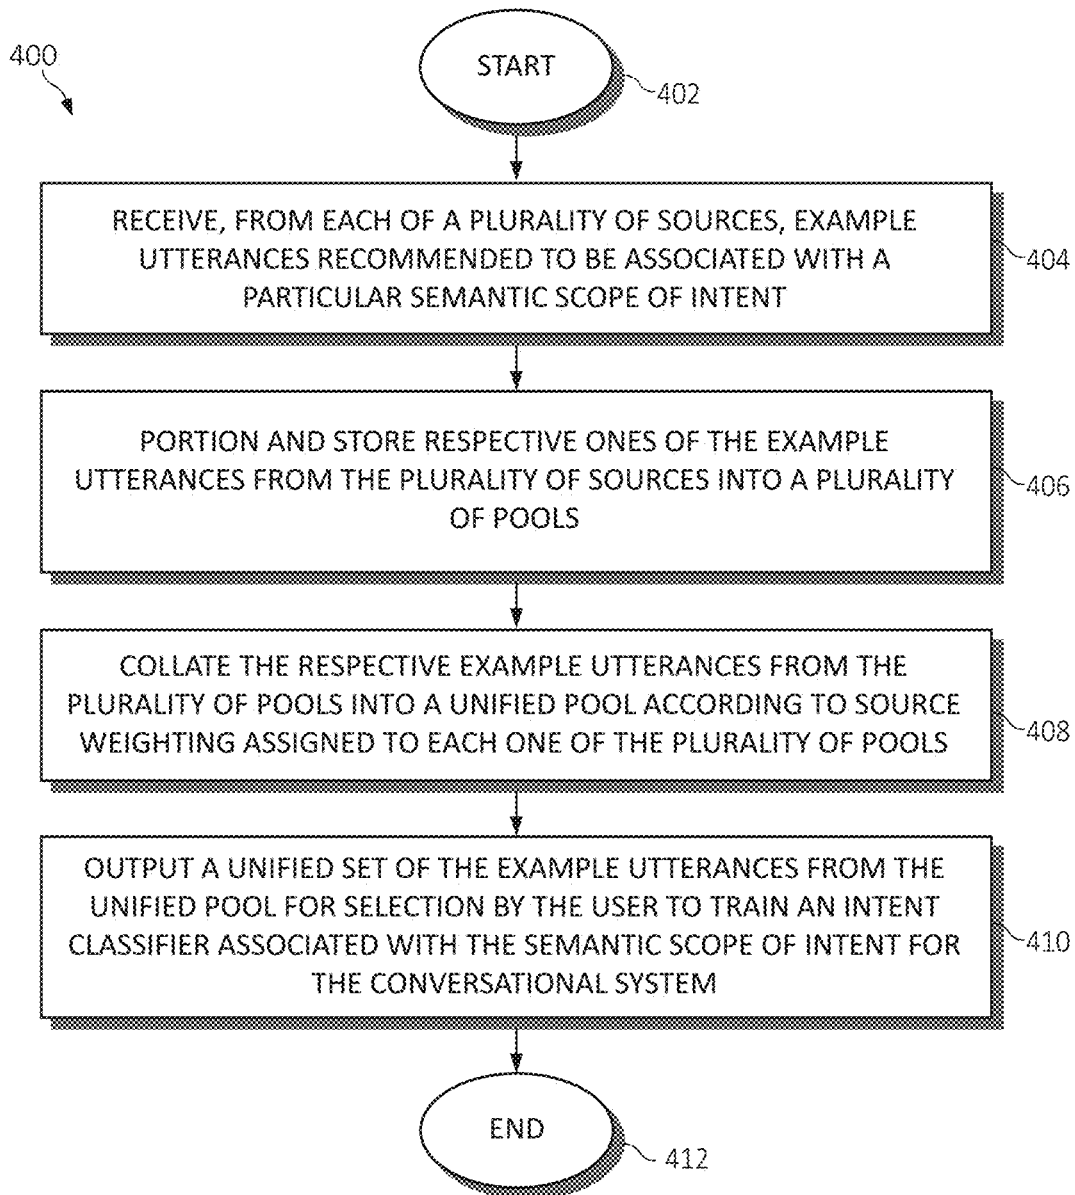 400
START
402
RECEIVE, FROM EACH OF A PLURALITY OF SOURCES, EXAMPLE
UTTERANCES RECOMMENDED TO BE ASSOCIATED WITH A
PARTICULAR SEMANTIC SCOPE OF INTENT
404
PORTION AND STORE RESPECTIVE ONES OF THE EXAMPLE
UTTERANCES FROM THE PLURALITY OF SOURCES INTO A PLURALITY
OF POOLS
406
COLLATE THE RESPECTIVE EXAMPLE UTTERANCES FROM THE
PLURALITY OF POOLS INTO A UNIFIED POOL ACCORDING TO SOURCE
WEIGHTING ASSIGNED TO EACH ONE OF THE PLURALITY OF POOLS
408
OUTPUT A UNIFIED SET OF THE EXAMPLE UTTERANCES FROM THE
UNIFIED POOL FOR SELECTION BY THE USER TO TRAIN AN INTENT
CLASSIFIER ASSOCIATED WITH THE SEMANTIC SCOPE OF INTENT FOR
THE CONVERSATIONAL SYSTEM
410
END
412